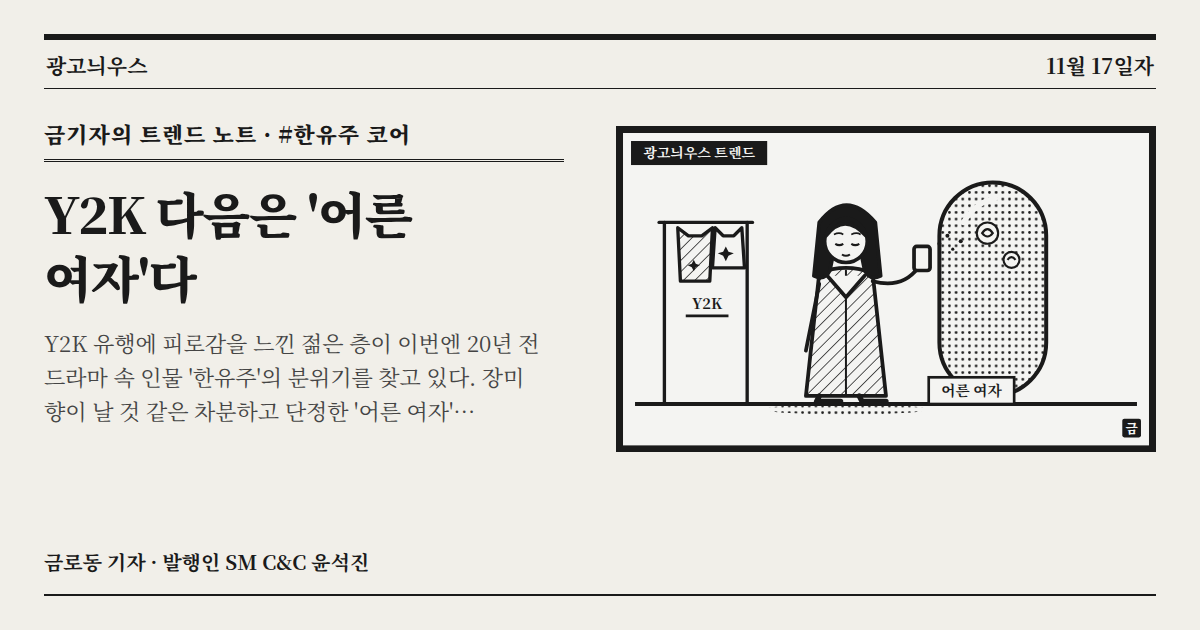 광고늬우스
11월 17일자
금기자의 트렌드 노트 · #한유주 코어
Y2K 다음은 '어른
여자'다
Y2K 유행에 피로감을 느낀 젊은 층이 이번엔 20년 전
드라마 속 인물 '한유주'의 분위기를 찾고 있다. 장미
향이 날 것 같은 차분하고 단정한 '어른 여자'…
광고늬우스 트렌드
Y2K
어른 여자
금
금로동 기자 · 발행인 SM C&C 윤석진